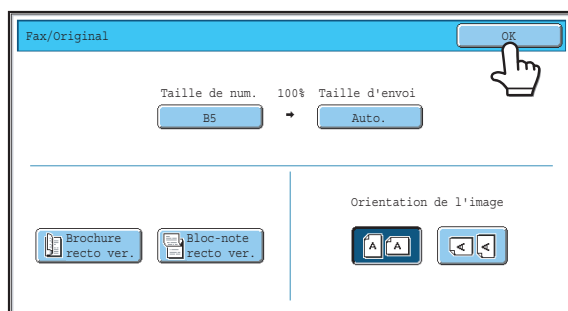 Fax/Original
OK
Taille de num. 100% Taille d'envoi
B5
Auto.
Orientation de l'image
Brochure
recto ver.
Bloc-note
recto ver.
A A
A A